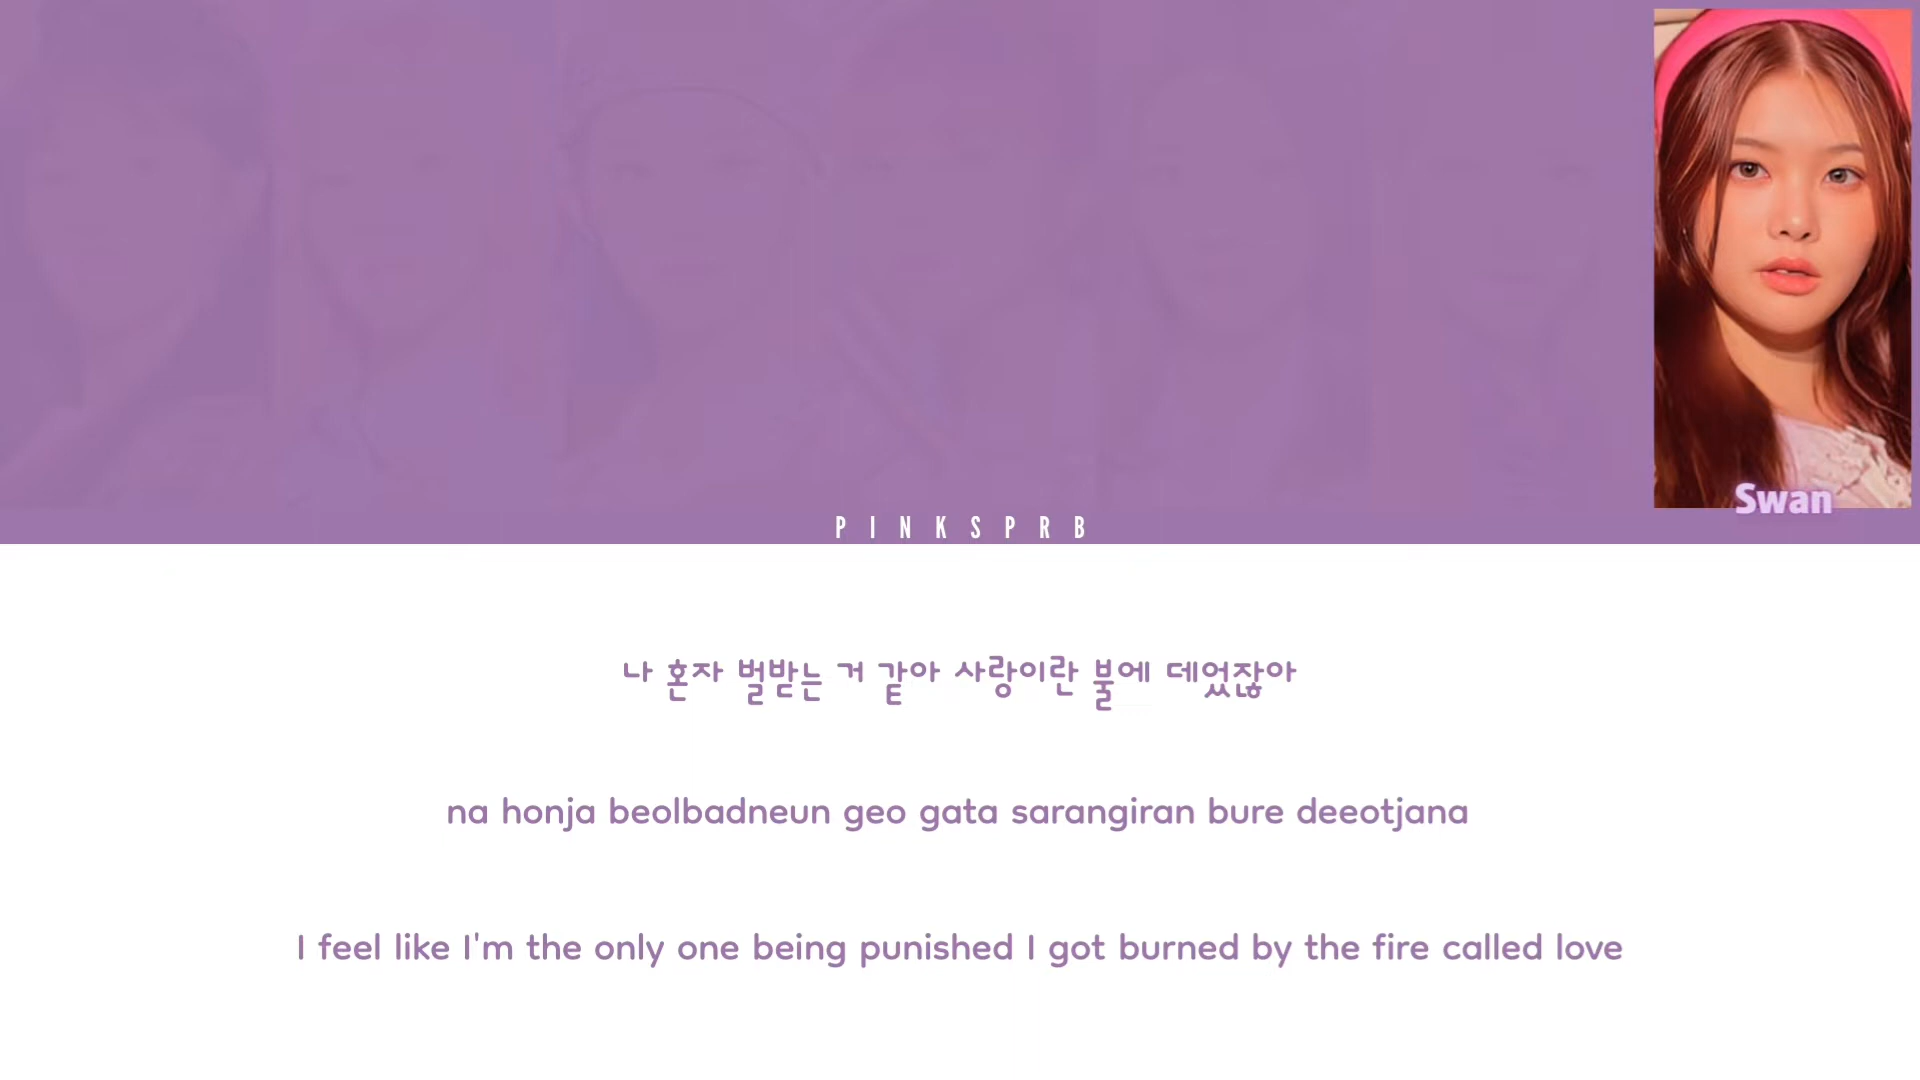 Swan
PINKSPRB
나 혼자 벌받는 거 같아 사랑이란 불에 데었잖아
na honja beolbadneun geo gata sarangiran bure deeotjana
I feel like I'm the only one being punished I got burned by the fire called love